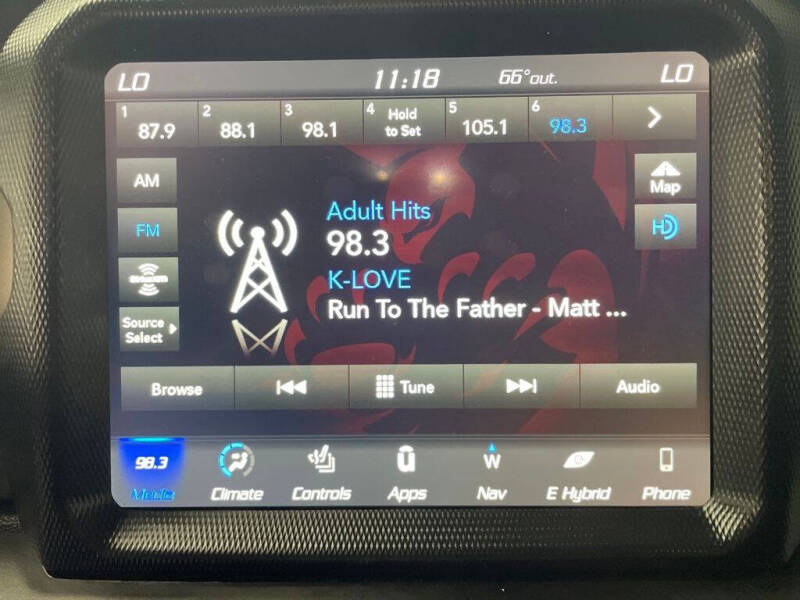 LO 11:18 66°out. LO
1 87.9 2 88.1 3 98.1 4 Hold to Set 5 105.1 6 98.3
AM
Map
FM
HD
Adult Hits
98.3
K-LOVE
Run To The Father - Matt ...
SiriusXM
Source
Select
Browse Tune Audio
98.3 W
Media Climate Controls Apps Nav E Hybrid Phone